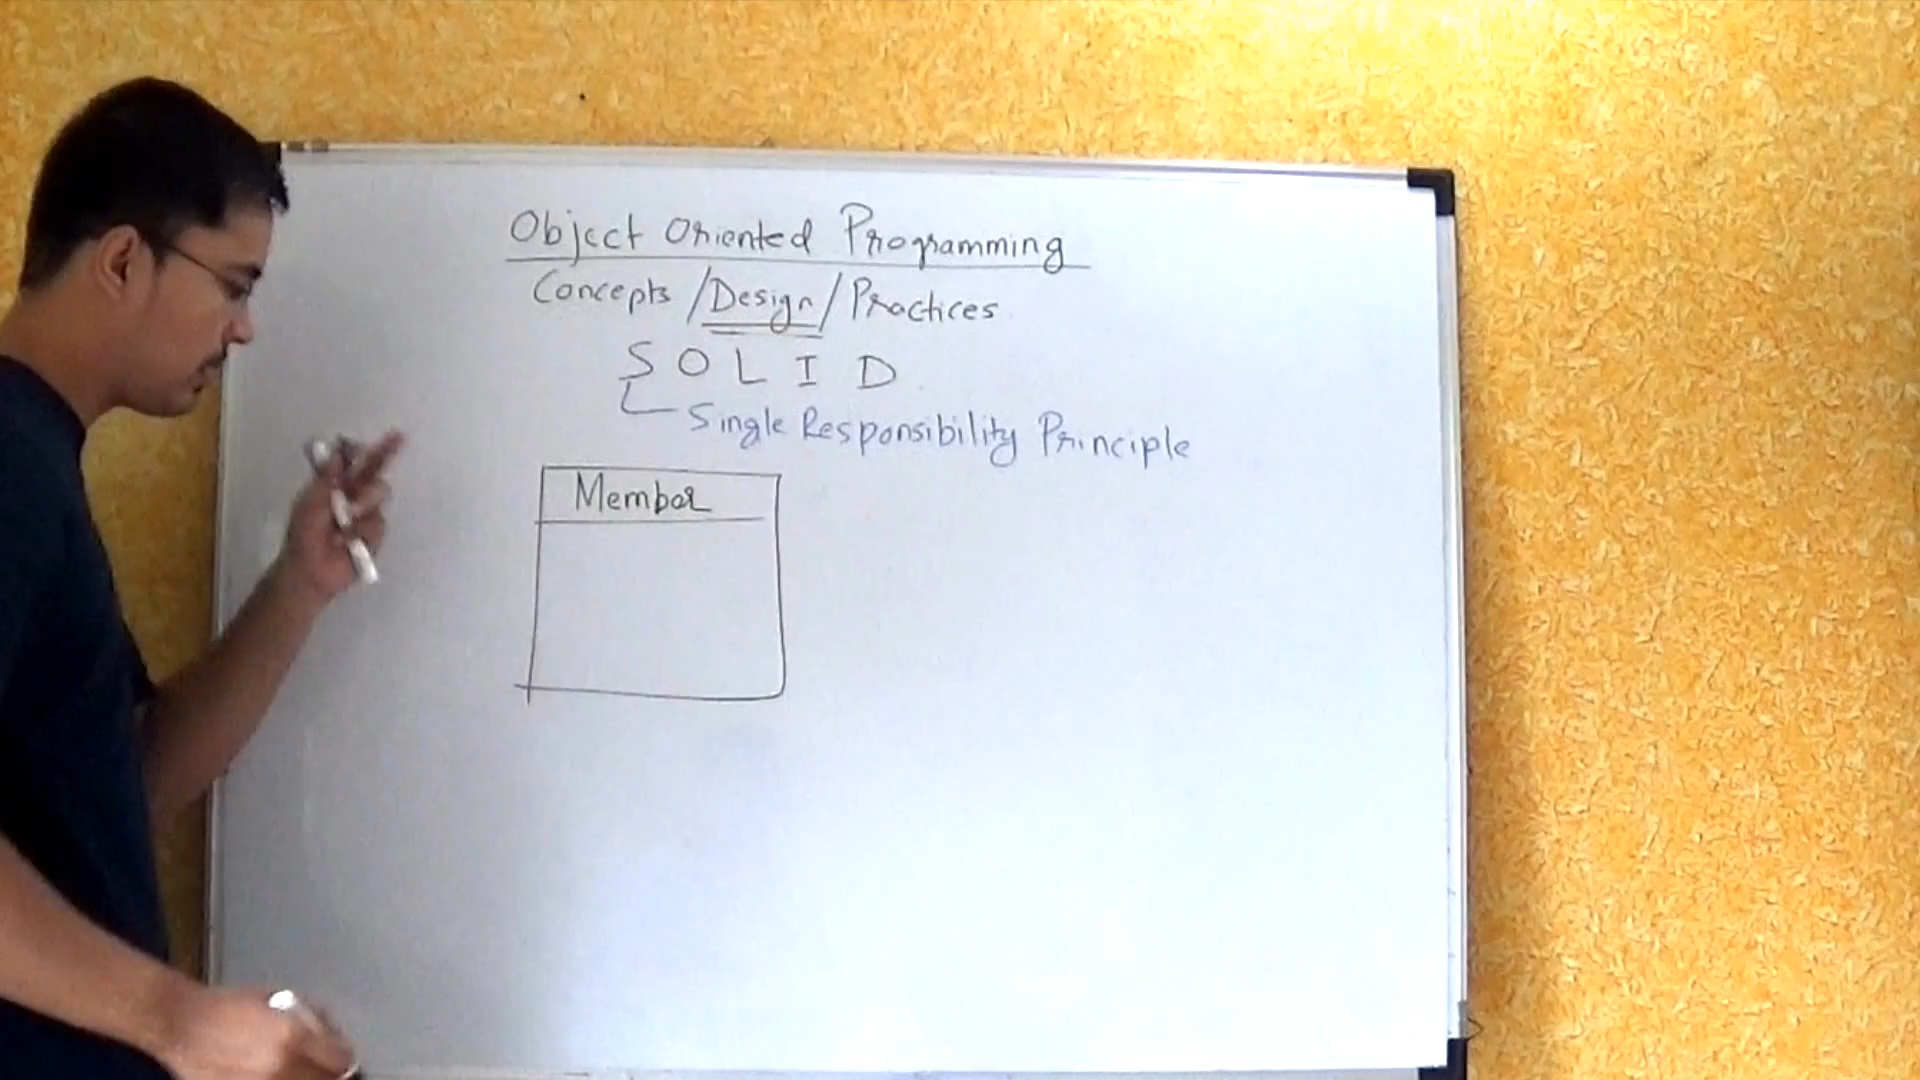 Object Oriented Programming
Concepts / Design / Practices
S O L I D
Single Responsibility Principle
Member